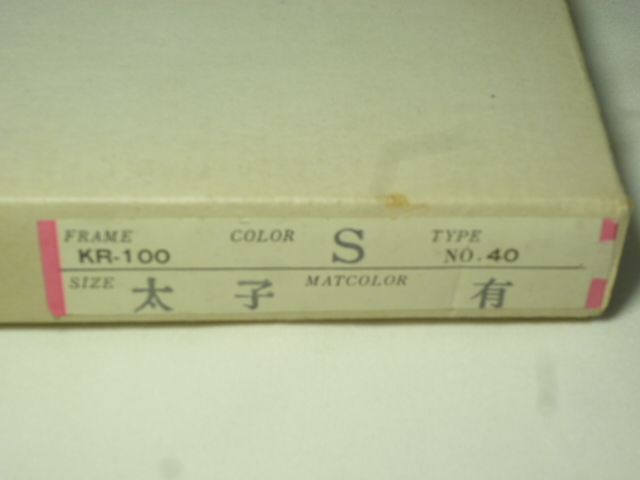 FRAME COLOR S TYPE
KR-100 NO.40
SIZE 太 子 MATCOLOR 有